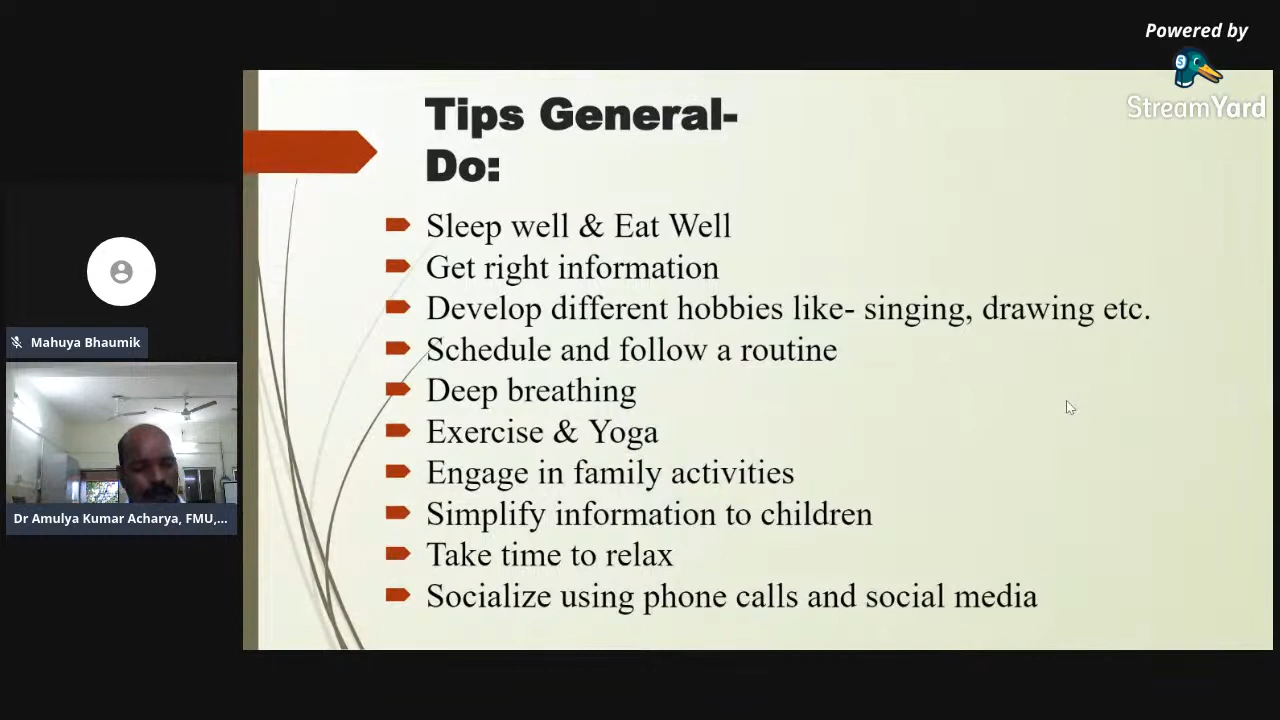 Powered by
StreamYard
Tips General-
Do:
Sleep well & Eat Well
Get right information
Develop different hobbies like- singing, drawing etc.
Schedule and follow a routine
Deep breathing
Exercise & Yoga
Engage in family activities
Simplify information to children
Take time to relax
Socialize using phone calls and social media
Mahuya Bhaumik
Dr Amulya Kumar Acharya, FMU,...